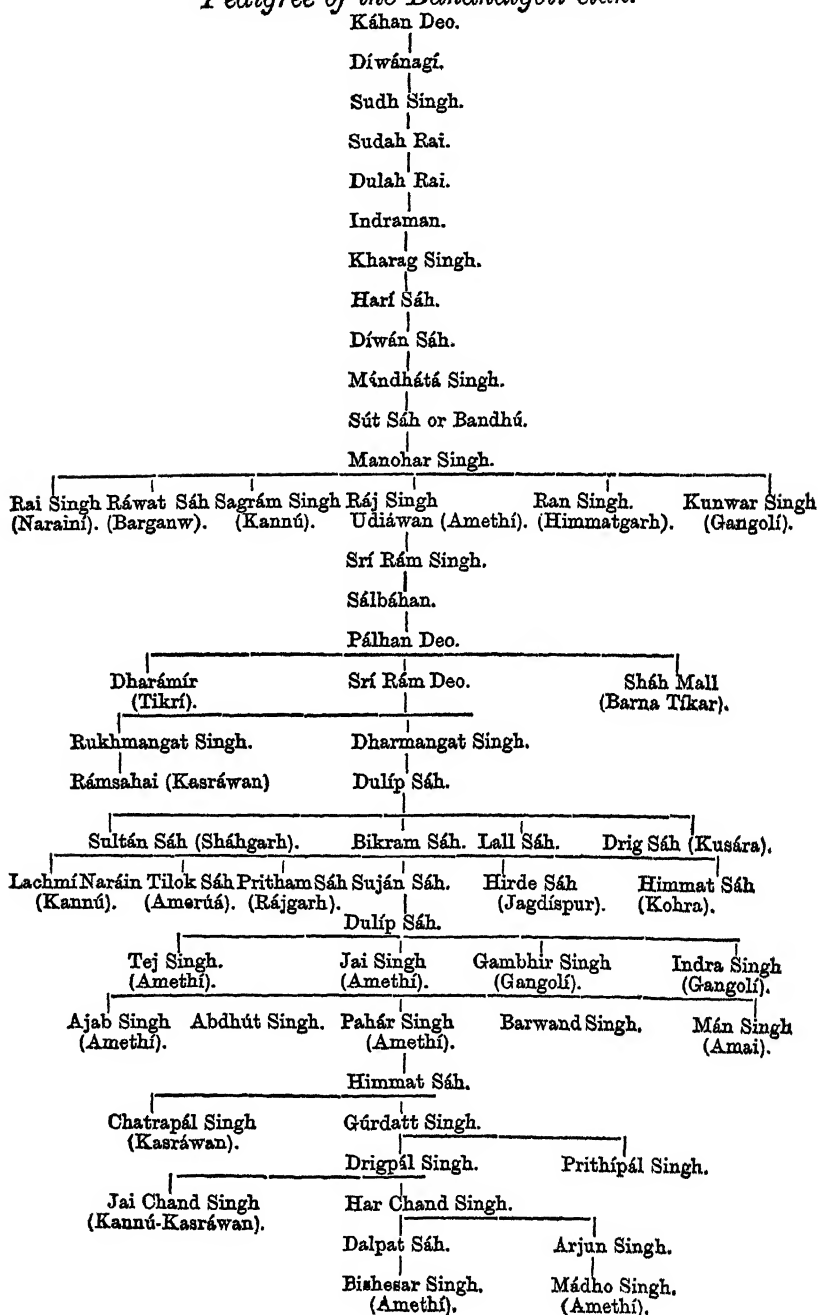 Pedigree of the
Káhan Deo.
Díwánagí.
Sudh Singh.
Sudah Rai.
Dulah Rai.
Indraman.
Kharag Singh.
Harí Sáh.
Díwán Sáh.
Mándhátá Singh.
Sút Sáh or Bandhú.
Manohar Singh.
Rai Singh Ráwat Sáh Sagrám Singh Ráj Singh Ran Singh. Kunwar Singh
(Narainí). (Barganw). (Kannú). Udiáwan (Amethí). (Himmatgarh). (Gangolí).
Srí Rám Singh.
Sálbáhan.
Pálhan Deo.
Dharámír Srí Rám Deo. Sháh Mall
(Tikrí). (Barna Tíkar).
Rukhmangat Singh. Dharmangat Singh.
Rámsahai (Kasráwan) Dulíp Sáh.
Sultán Sáh (Sháhgarh). Bikram Sáh. Lall Sáh. Drig Sáh (Kusára).
Lachmí Naráin Tilok Sáh Pritham Sáh Suján Sáh. Hirde Sáh Himmat Sáh
(Kannú). (Amerúá). (Rájgarh). (Jagdíspur). (Kohra).
Dulíp Sáh.
Tej Singh. Jai Singh Gambhír Singh Indra Singh
(Amethí). (Amethí). (Gangolí). (Gangolí).
Ajab Singh Abdhút Singh. Pahár Singh Barwand Singh. Mán Singh
(Amethí). (Amethí). (Amai).
Himmat Sáh.
Chatrapál Singh Gúrdatt Singh.
(Kasráwan).
Drigpál Singh. Prithípál Singh.
Jai Chand Singh Har Chand Singh.
(Kannú-Kasráwan).
Dalpat Sáh. Arjun Singh.
Bishesar Singh. Mádho Singh.
(Amethí). (Amethí).